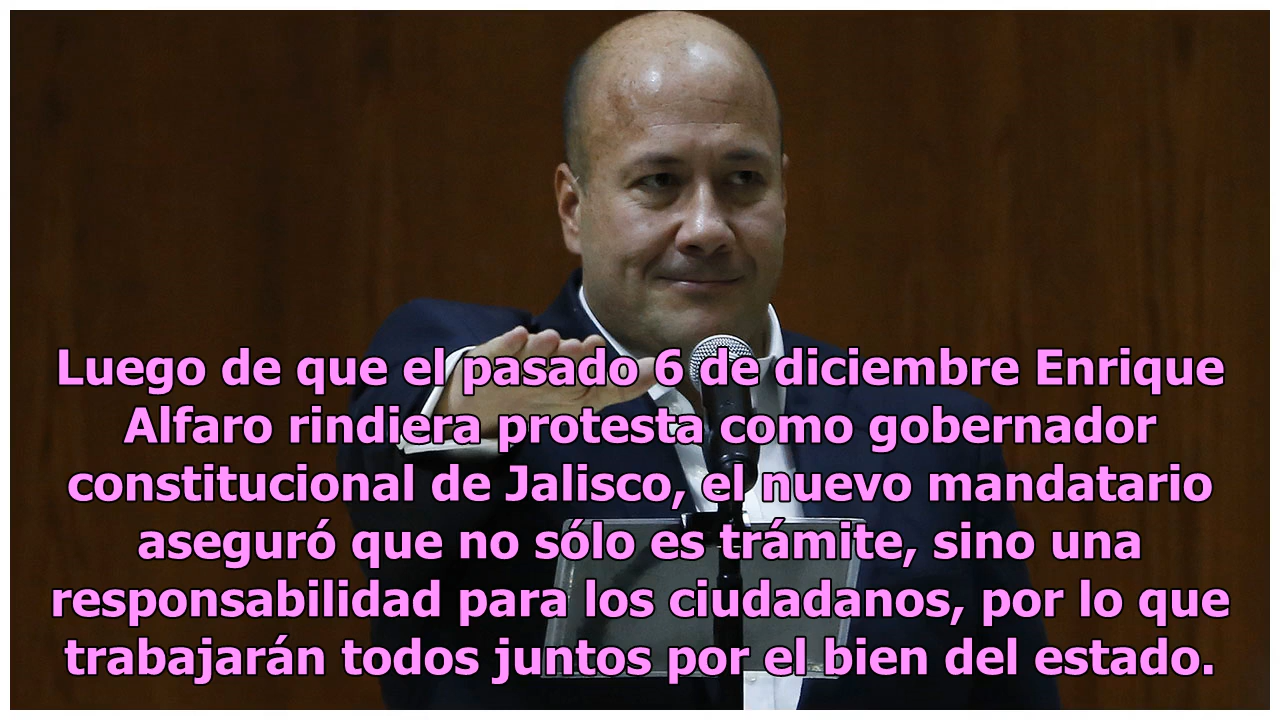 Luego de que el pasado 6 de diciembre Enrique
Alfaro rindiera protesta como gobernador
constitucional de Jalisco, el nuevo mandatario
aseguró que no sólo es trámite, sino una
responsabilidad para los ciudadanos, por lo que
trabajarán todos juntos por el bien del estado.